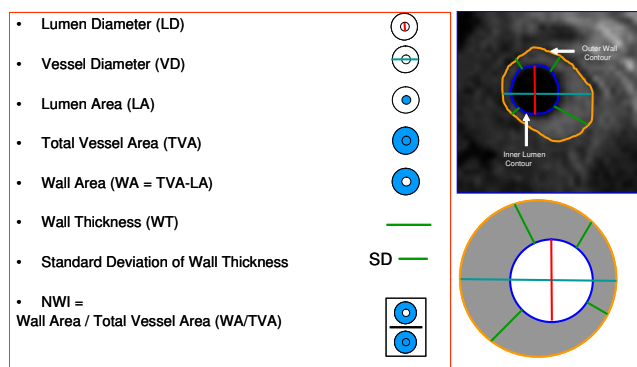 • Lumen Diameter (LD)
• Vessel Diameter (VD)
• Lumen Area (LA)
• Total Vessel Area (TVA)
• Wall Area (WA = TVA-LA)
• Wall Thickness (WT)
• Standard Deviation of Wall Thickness
SD
• NWI =
Wall Area / Total Vessel Area (WA/TVA)
Outer Wall
Contour
Inner Lumen
Contour